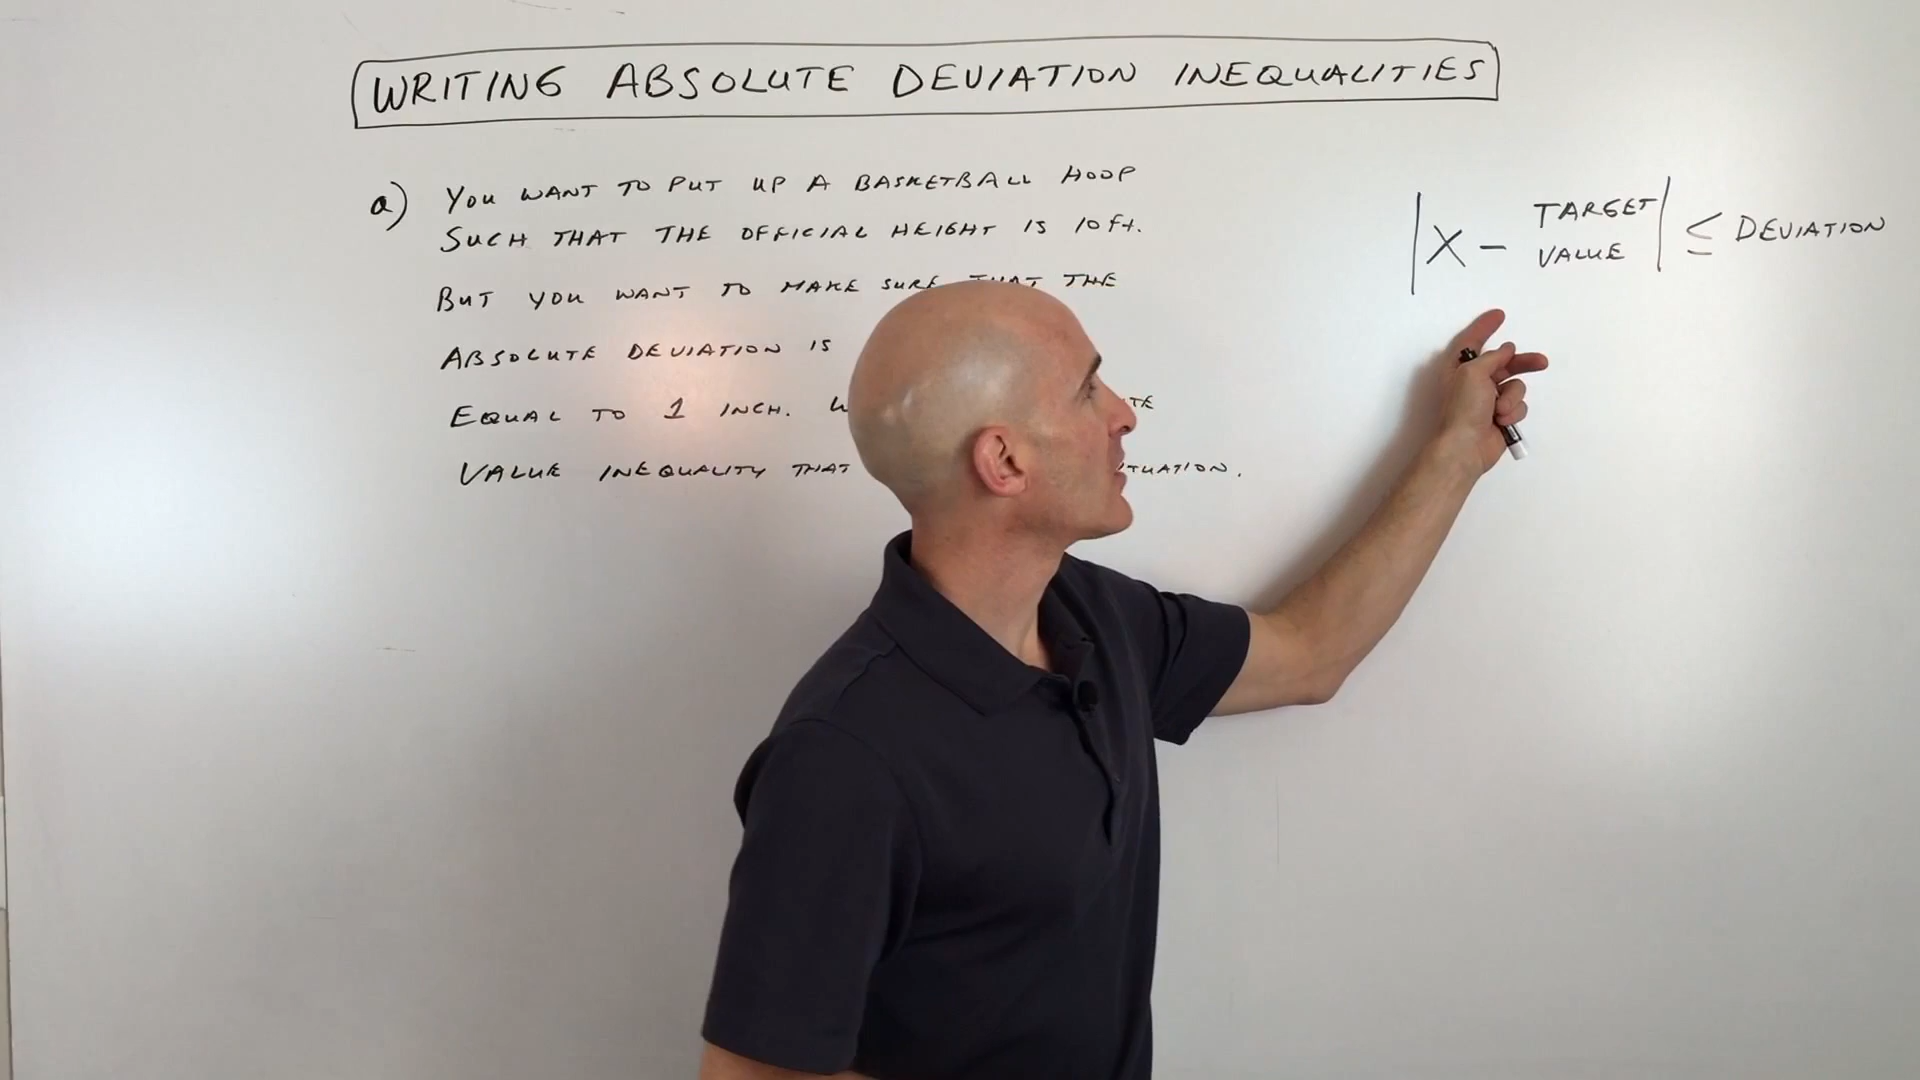 WRITING ABSOLUTE DEVIATION INEQUALITIES
a) YOU WANT TO PUT UP A BASKETBALL HOOP
SUCH THAT THE OFFICIAL HEIGHT IS 10ft.
BUT YOU WANT TO MAKE SURE THAT THE
ABSOLUTE DEVIATION IS
EQUAL TO 1 INCH.
VALUE INEQUALITY THAT
|X - TARGET VALUE| ≤ DEVIATION